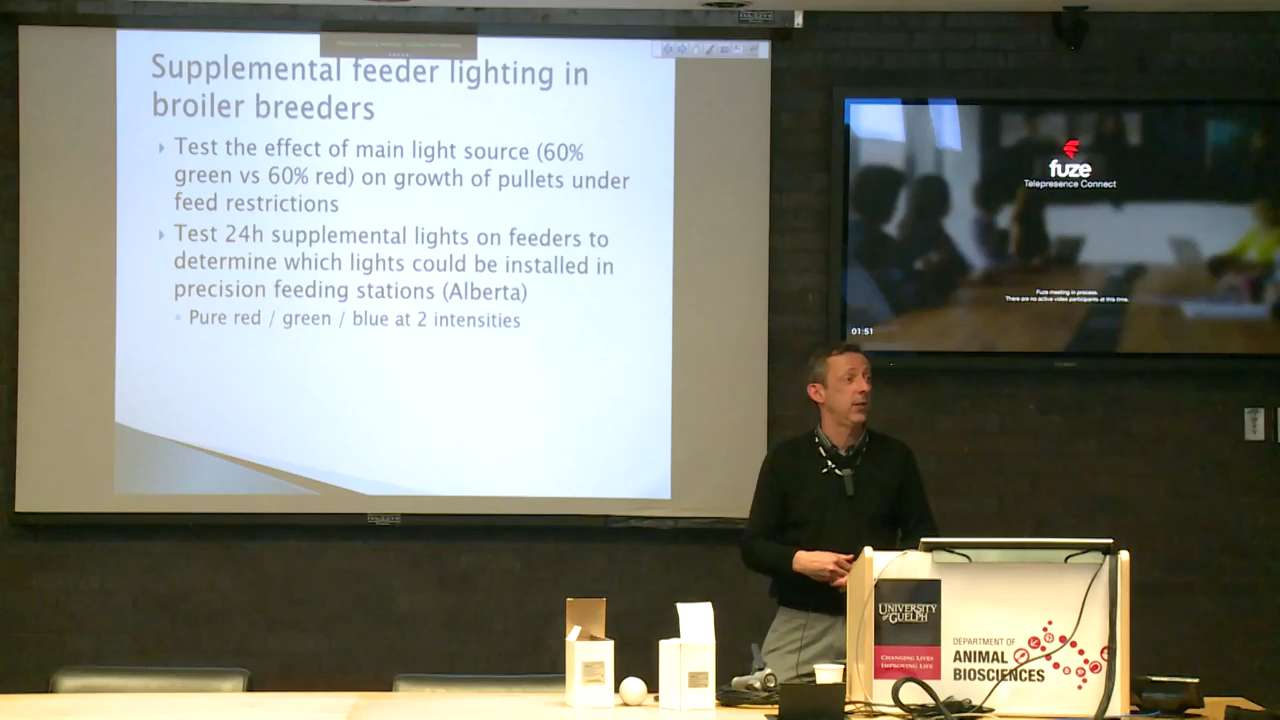 Supplemental feeder lighting in
broiler breeders
Test the effect of main light source (60%
green vs 60% red) on growth of pullets under
feed restrictions
Test 24h supplemental lights on feeders to
determine which lights could be installed in
precision feeding stations (Alberta)
Pure red / green / blue at 2 intensities
fuze
Telepresence Connect
Fuze meeting in process.
There are no active video participants at this time.
01:51
UNIVERSITY
of GUELPH
CHANGING LIVES
IMPROVING LIFE
DEPARTMENT OF
ANIMAL
BIOSCIENCES